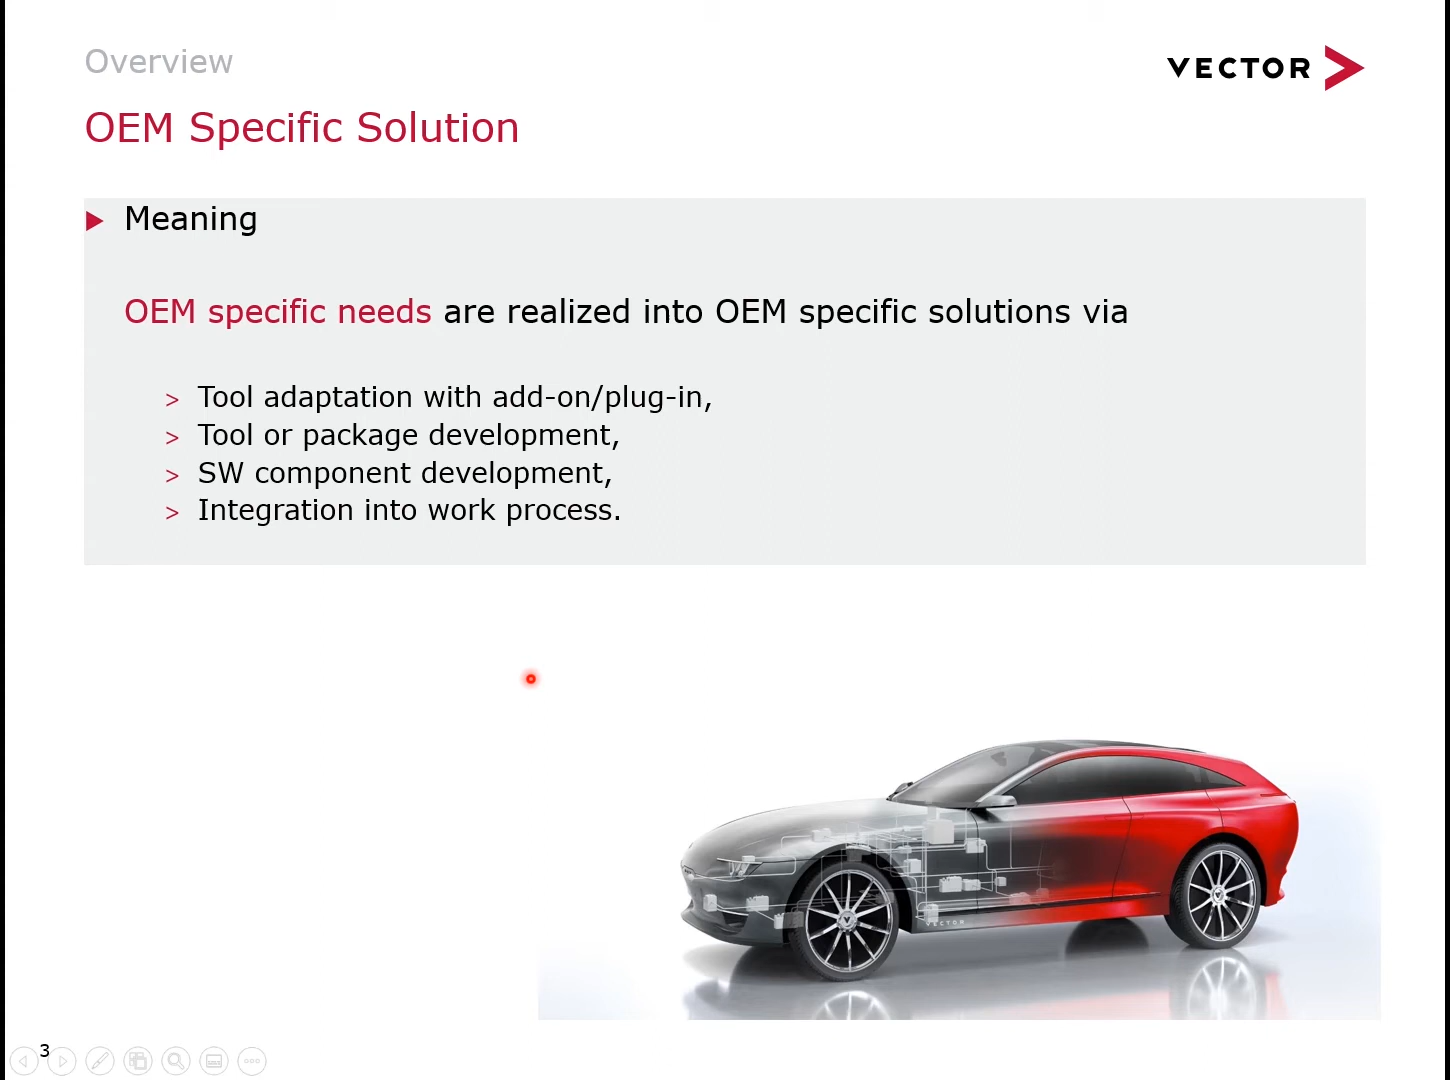 Overview
VECTOR
OEM Specific Solution
Meaning
OEM specific needs are realized into OEM specific solutions via
> Tool adaptation with add-on/plug-in,
> Tool or package development,
> SW component development,
> Integration into work process.
VECTOR
3